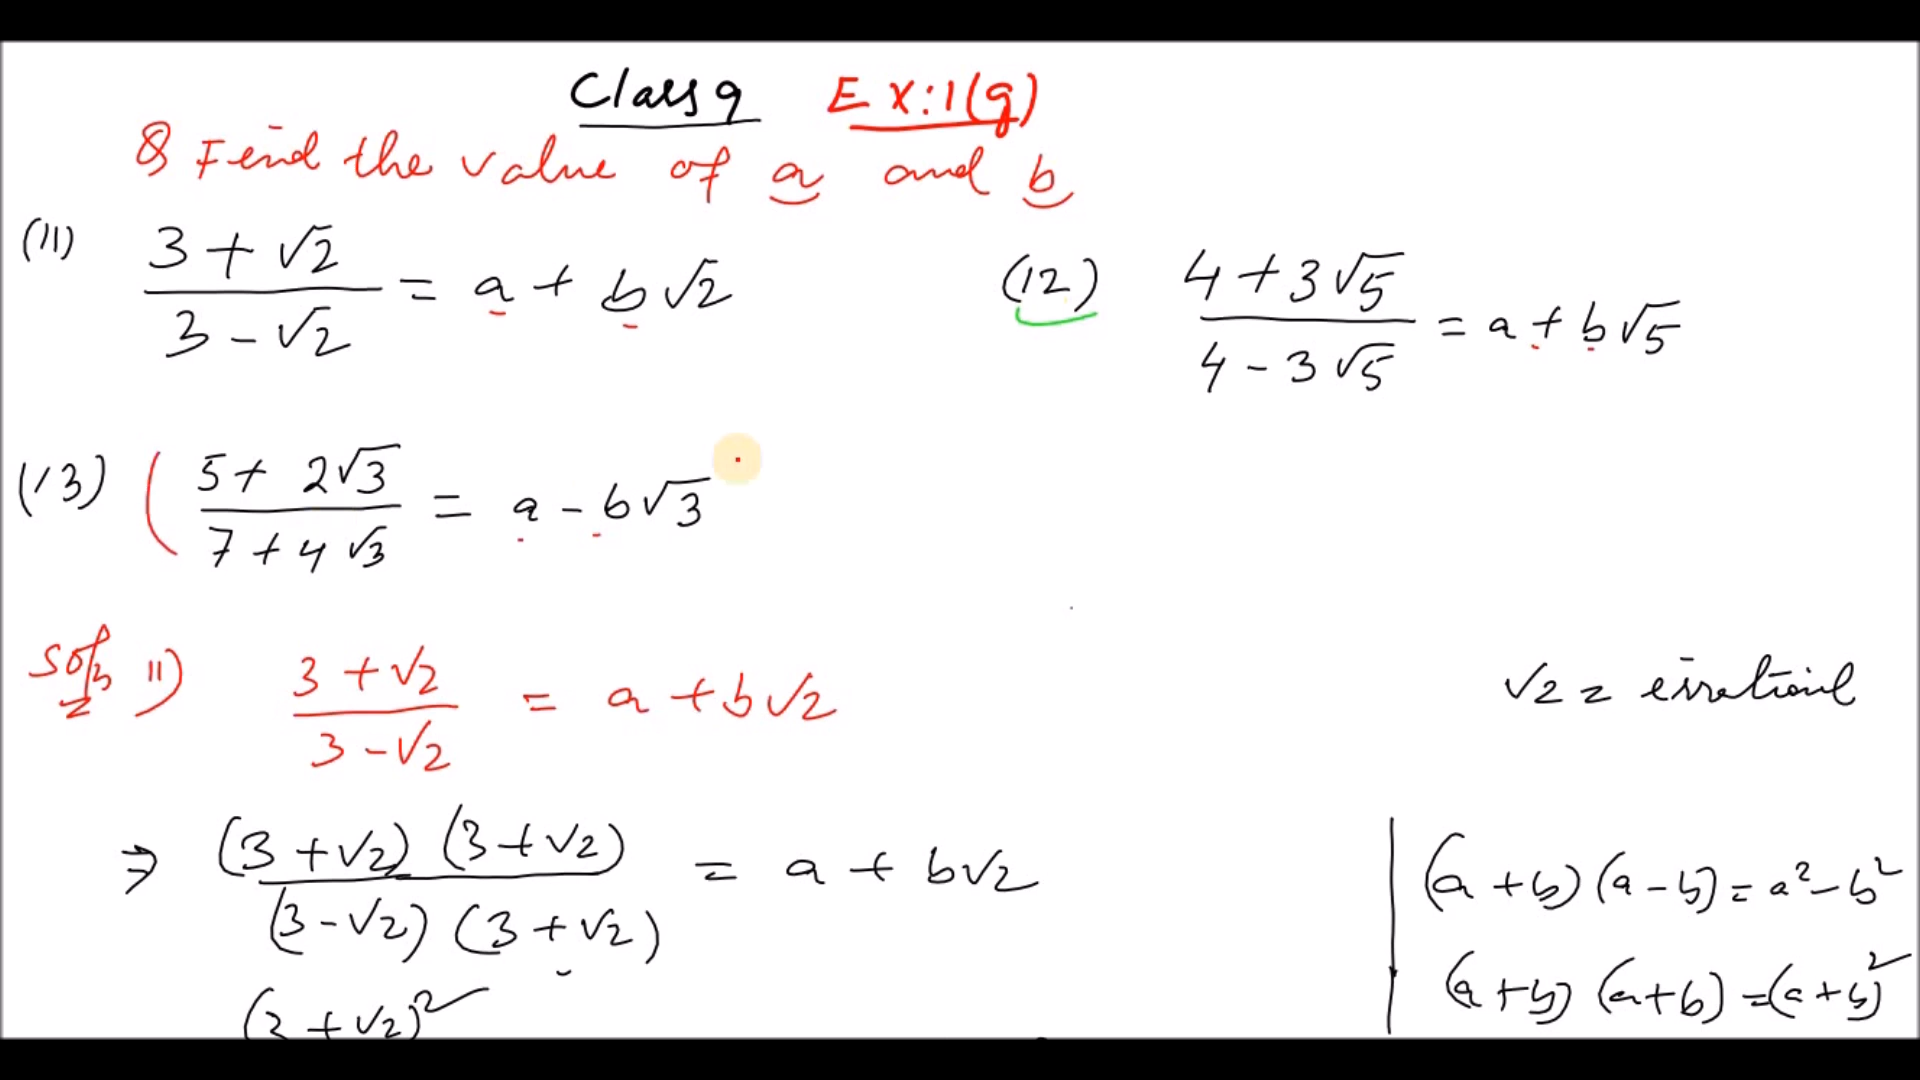 Class 9 Ex:1(g)
Q Find the value of a and b
(11) (3+√2)/(3-√2) = a + b√2
(12) (4+3√5)/(4-3√5) = a + b√5
(13) ( (5+2√3)/(7+4√3) = a - b√3
Soln 11) (3+√2)/(3-√2) = a + b√2
√2 = irrational
⇒ (3+√2)(3+√2)/(3-√2)(3+√2) = a + b√2
(a+b)(a-b) = a²-b²
(a+b)(a+b) = (a+b)²
(3+√2)²